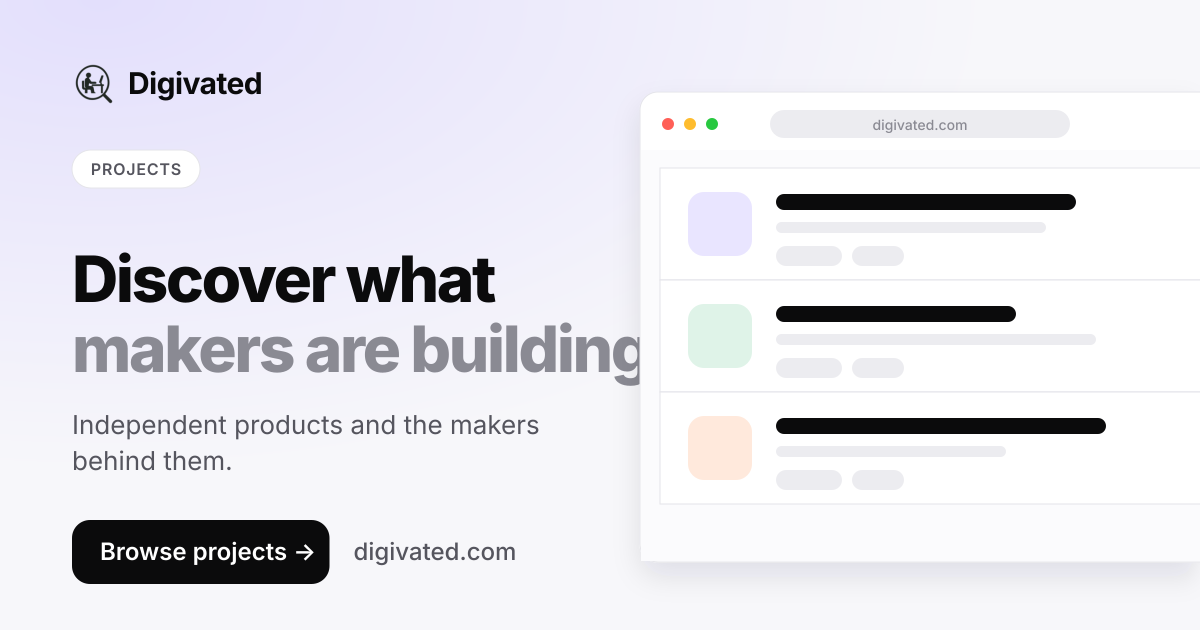 Digivated
PROJECTS
Discover what
makers are building
Independent products and the makers
behind them.
Browse projects →
digivated.com
digivated.com